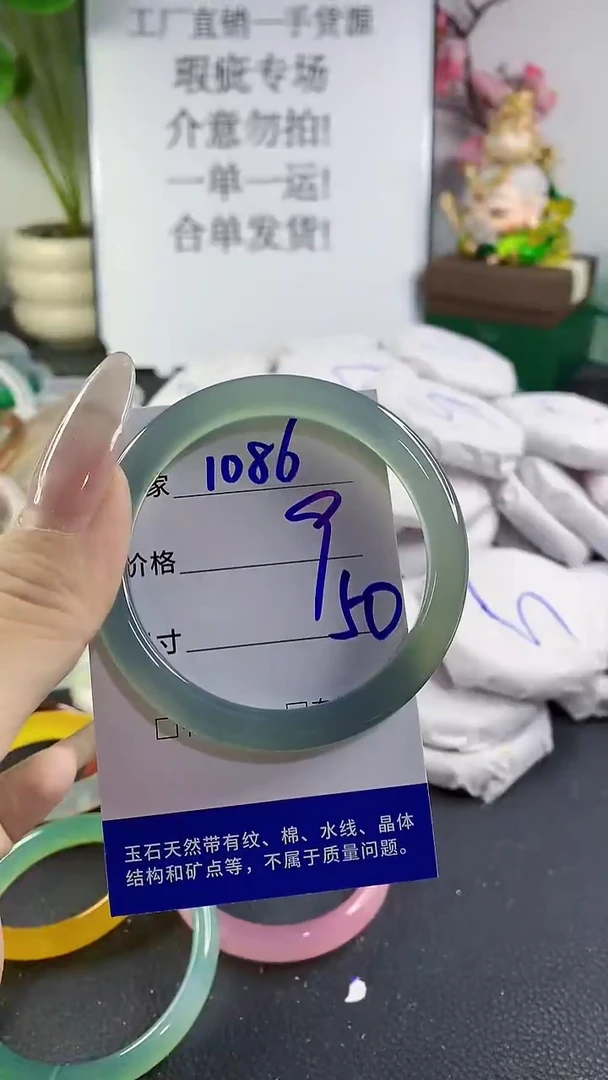 工厂直销一手货源
瑕疵专场
介意勿拍!
一单一运!
合单发货!
家 1086
价格 9
寸 50
玉石天然带有纹、棉、水线、晶体
结构和矿点等，不属于质量问题。